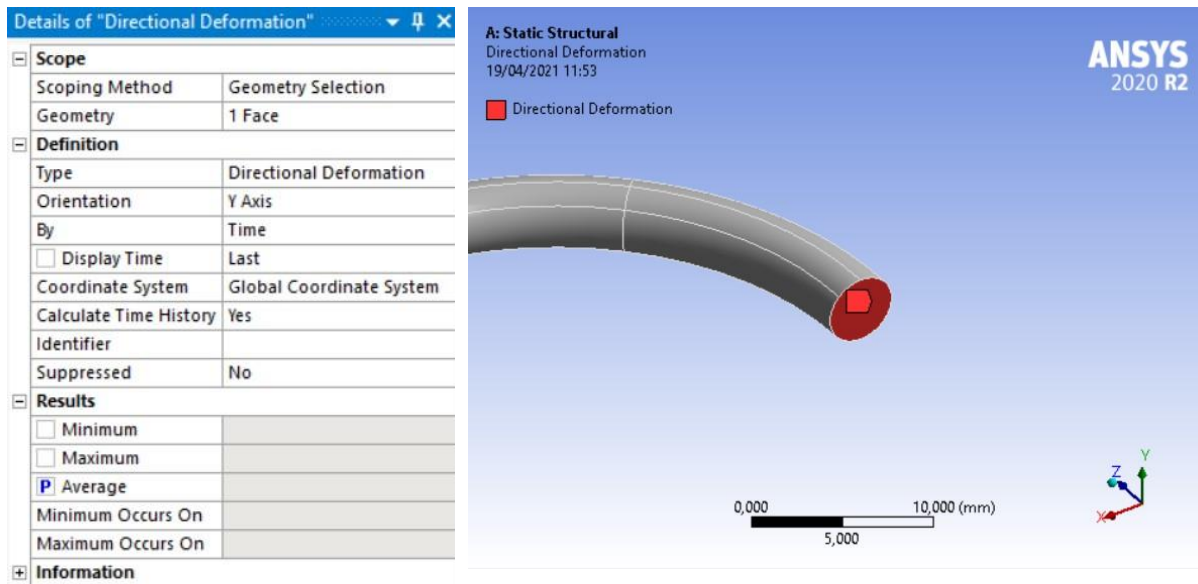 Details of "Directional Deformation"
Scope
Scoping Method Geometry Selection
Geometry 1 Face
Definition
Type Directional Deformation
Orientation Y Axis
By Time
Display Time Last
Coordinate System Global Coordinate System
Calculate Time History Yes
Identifier
Suppressed No
Results
Minimum
Maximum
P Average
Minimum Occurs On
Maximum Occurs On
Information
A: Static Structural
Directional Deformation
19/04/2021 11:53
Directional Deformation
ANSYS
2020 R2
0,000 10,000 (mm)
5,000
Y
Z
X